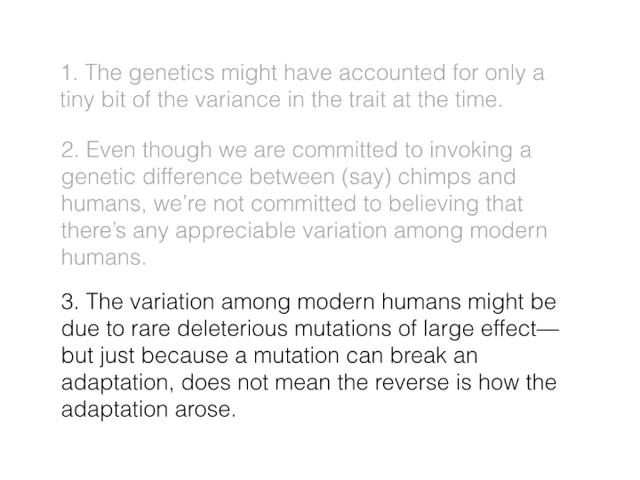 1. The genetics might have accounted for only a
tiny bit of the variance in the trait at the time.
2. Even though we are committed to invoking a
genetic difference between (say) chimps and
humans, we’re not committed to believing that
there’s any appreciable variation among modern
humans.
3. The variation among modern humans might be
due to rare deleterious mutations of large effect—
but just because a mutation can break an
adaptation, does not mean the reverse is how the
adaptation arose.